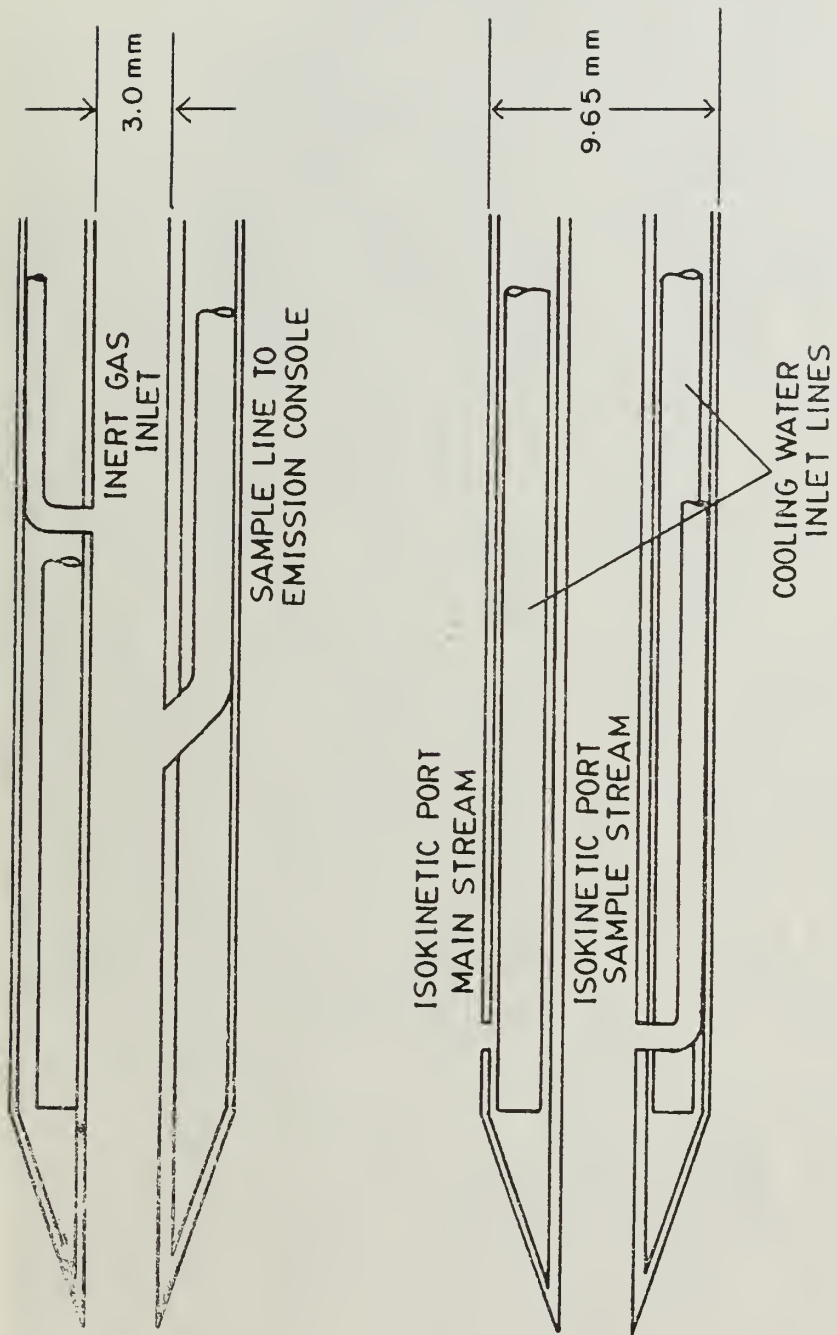 3.0 mm
INERT GAS
INLET
SAMPLE LINE TO
EMISSION CONSOLE
9.65 mm
ISOKINETIC PORT
MAIN STREAM
ISOKINETIC PORT
SAMPLE STREAM
COOLING WATER
INLET LINES